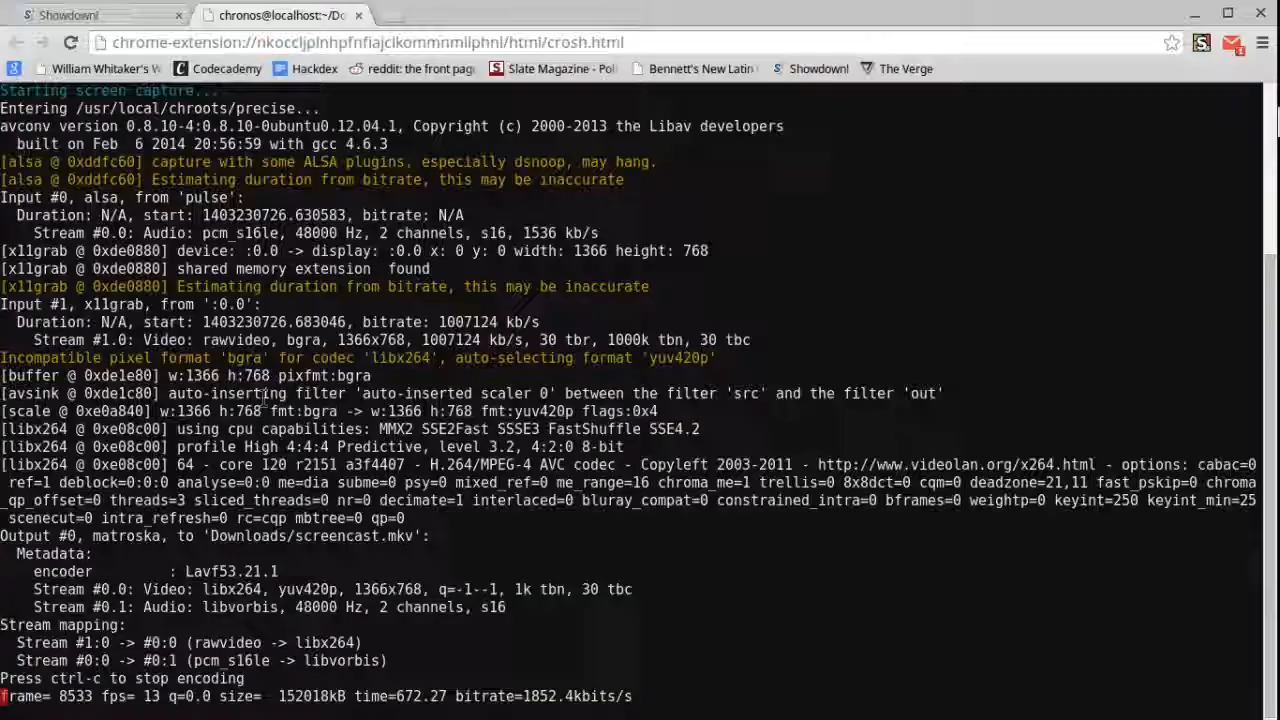 Showdown!
chronos@localhost:~/Do
William Whitaker's W
Codecademy
Hackdex
reddit: the front pag
Slate Magazine - Poli
Bennett's New Latin
Showdown!
The Verge
Starting screen capture...
Entering /usr/local/chroots/precise...
avconv version 0.8.10-4:0.8.10-0ubuntu0.12.04.1, Copyright (c) 2000-2013 the Libav developers
built on Feb  6 2014 20:56:59 with gcc 4.6.3
[alsa @ 0xddfc60] capture with some ALSA plugins, especially dsnoop, may hang.
[alsa @ 0xddfc60] Estimating duration from bitrate, this may be inaccurate
Input #0, alsa, from 'pulse':
Duration: N/A, start: 1403230726.630583, bitrate: N/A
Stream #0.0: Audio: pcm_s16le, 48000 Hz, 2 channels, s16, 1536 kb/s
[x11grab @ 0xde0880] device: :0.0 -> display: :0.0 x: 0 y: 0 width: 1366 height: 768
[x11grab @ 0xde0880] shared memory extension  found
[x11grab @ 0xde0880] Estimating duration from bitrate, this may be inaccurate
Input #1, x11grab, from ':0.0':
Duration: N/A, start: 1403230726.683046, bitrate: 1007124 kb/s
Stream #1.0: Video: rawvideo, bgra, 1366x768, 1007124 kb/s, 30 tbr, 1000k tbn, 30 tbc
Incompatible pixel format 'bgra' for codec 'libx264', auto-selecting format 'yuv420p'
[buffer @ 0xde1e80] w:1366 h:768 pixfmt:bgra
[avsink @ 0xde1c80] auto-inserting filter 'auto-inserted scaler 0' between the filter 'src' and the filter 'out'
[scale @ 0xe0a840] w:1366 h:768 fmt:bgra -> w:1366 h:768 fmt:yuv420p flags:0x4
[libx264 @ 0xe08c00] using cpu capabilities: MMX2 SSE2Fast SSSE3 FastShuffle SSE4.2
[libx264 @ 0xe08c00] profile High 4:4:4 Predictive, level 3.2, 4:2:0 8-bit
[libx264 @ 0xe08c00] 64 - core 120 r2151 a3f4407 - H.264/MPEG-4 AVC codec - Copyleft 2003-2011 - http://www.videolan.org/x264.html - options: cabac=0
ref=1 deblock=0:0:0 analyse=0:0 me=dia subme=0 psy=0 mixed_ref=0 me_range=16 chroma_me=1 trellis=0 8x8dct=0 cqm=0 deadzone=21,11 fast_pskip=0 chroma
_qp_offset=0 threads=3 sliced_threads=0 nr=0 decimate=1 interlaced=0 bluray_compat=0 constrained_intra=0 bframes=0 weightp=0 keyint=250 keyint_min=25
scenecut=0 intra_refresh=0 rc=cqp mbtree=0 qp=0
Output #0, matroska, to 'Downloads/screencast.mkv':
Metadata:
encoder         : Lavf53.21.1
Stream #0.0: Video: libx264, yuv420p, 1366x768, q=-1--1, 1k tbn, 30 tbc
Stream #0.1: Audio: libvorbis, 48000 Hz, 2 channels, s16
Stream mapping:
Stream #1:0 -> #0:0 (rawvideo -> libx264)
Stream #0:0 -> #0:1 (pcm_s16le -> libvorbis)
Press ctrl-c to stop encoding
frame= 8533 fps= 13 q=0.0 size=  152018kB time=672.27 bitrate=1852.4kbits/s